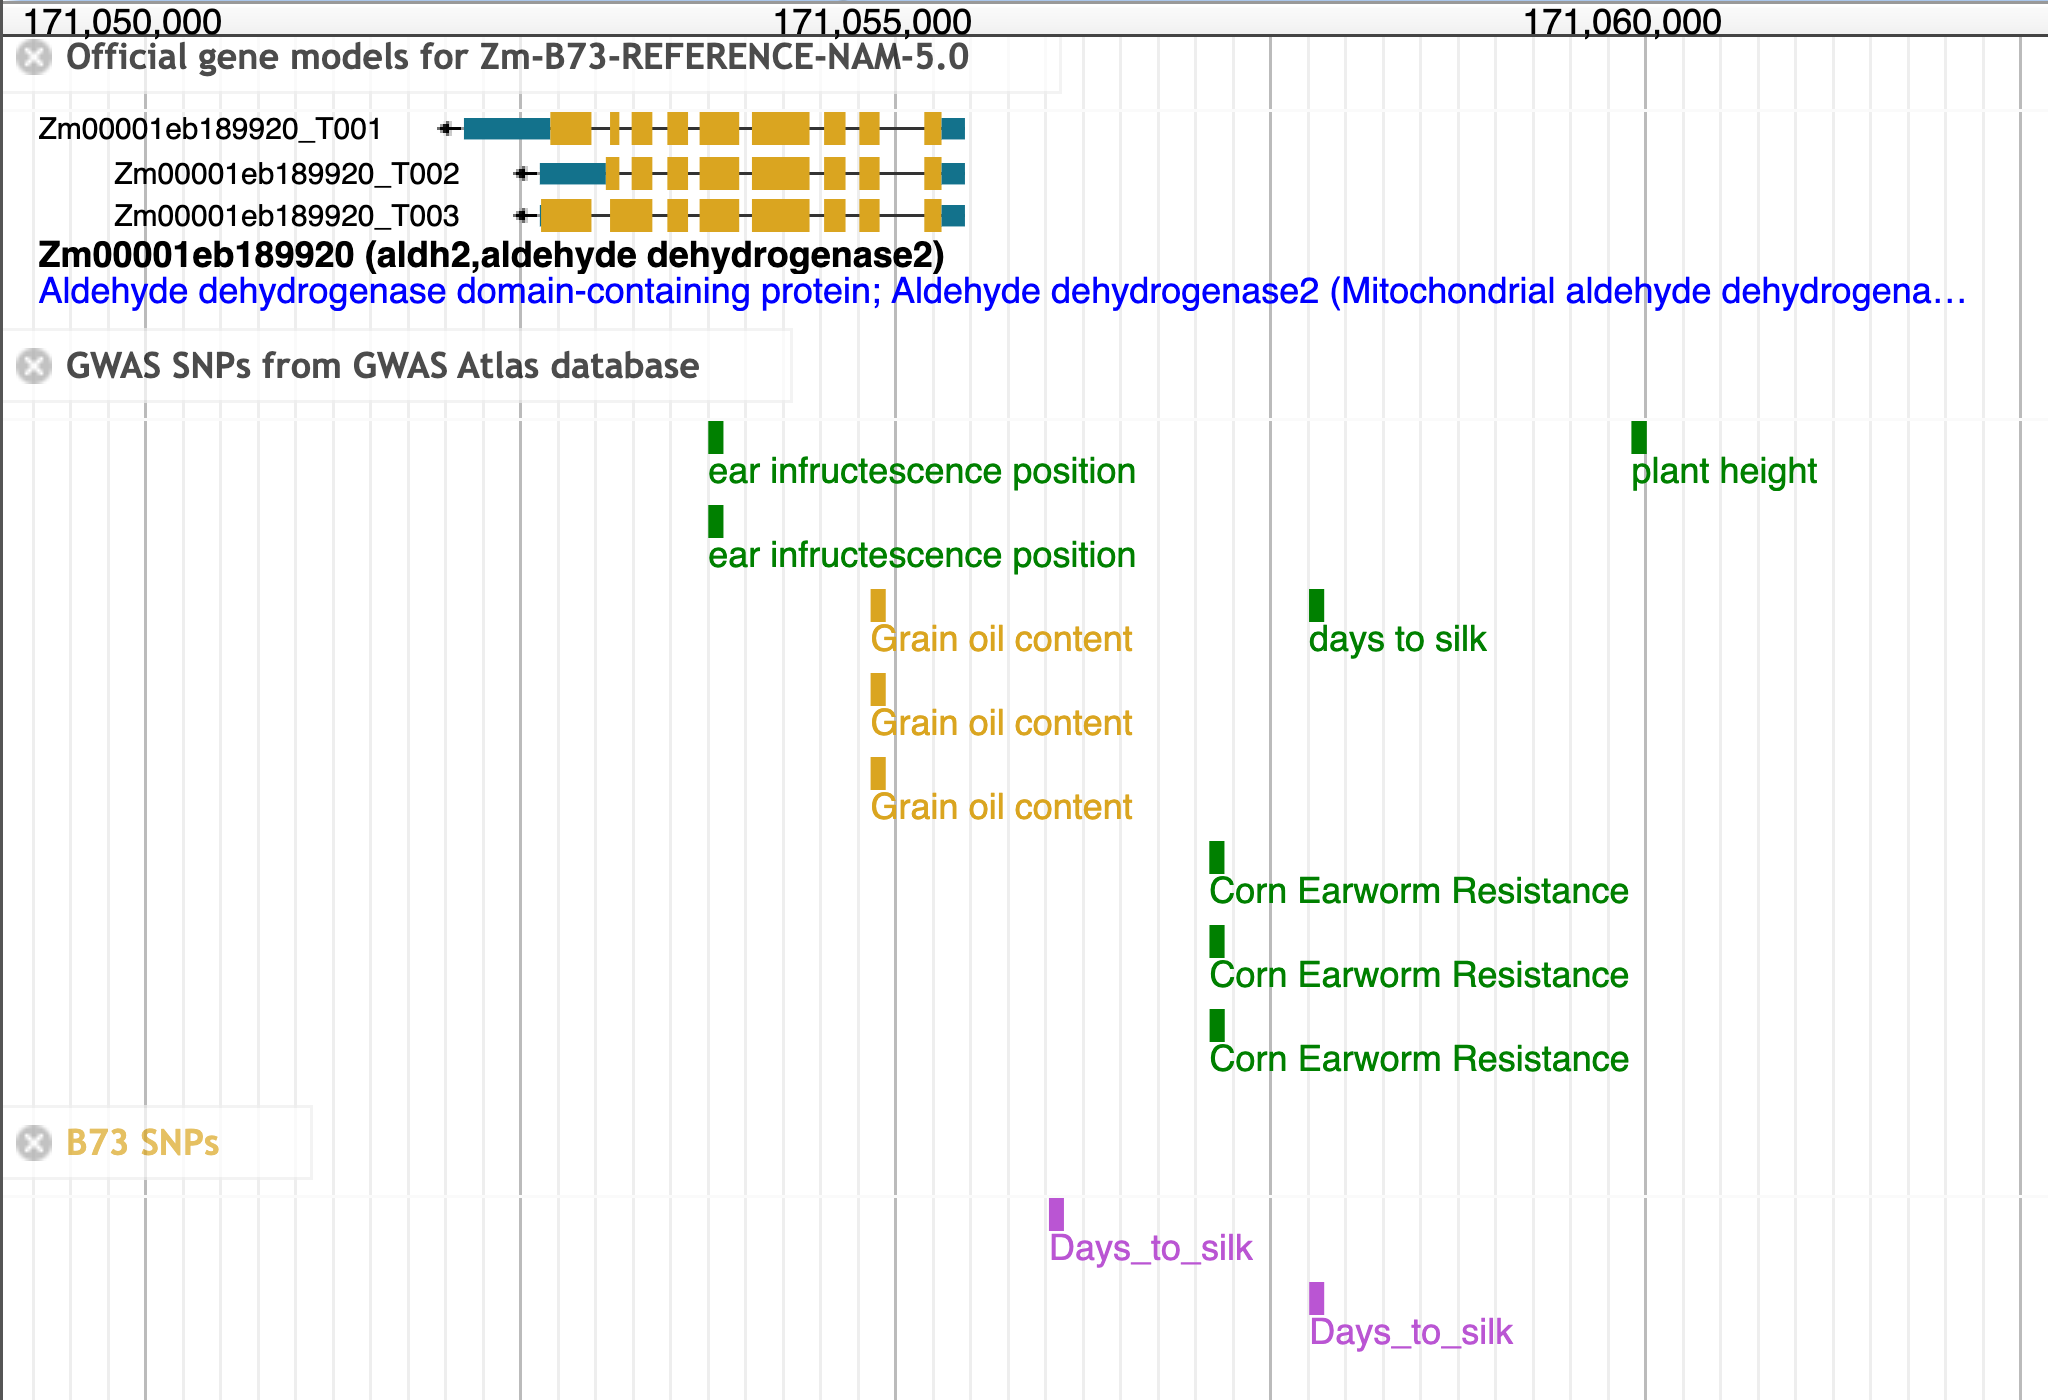 171,050,000 171,055,000 171,060,000
Official gene models for Zm-B73-REFERENCE-NAM-5.0
Zm00001eb189920_T001
Zm00001eb189920_T002
Zm00001eb189920_T003
Zm00001eb189920 (aldh2,aldehyde dehydrogenase2)
Aldehyde dehydrogenase domain-containing protein; Aldehyde dehydrogenase2 (Mitochondrial aldehyde dehydrogena…
GWAS SNPs from GWAS Atlas database
ear infructescence position plant height
ear infructescence position
Grain oil content days to silk
Grain oil content
Grain oil content
Corn Earworm Resistance
Corn Earworm Resistance
Corn Earworm Resistance
B73 SNPs
Days_to_silk
Days_to_silk